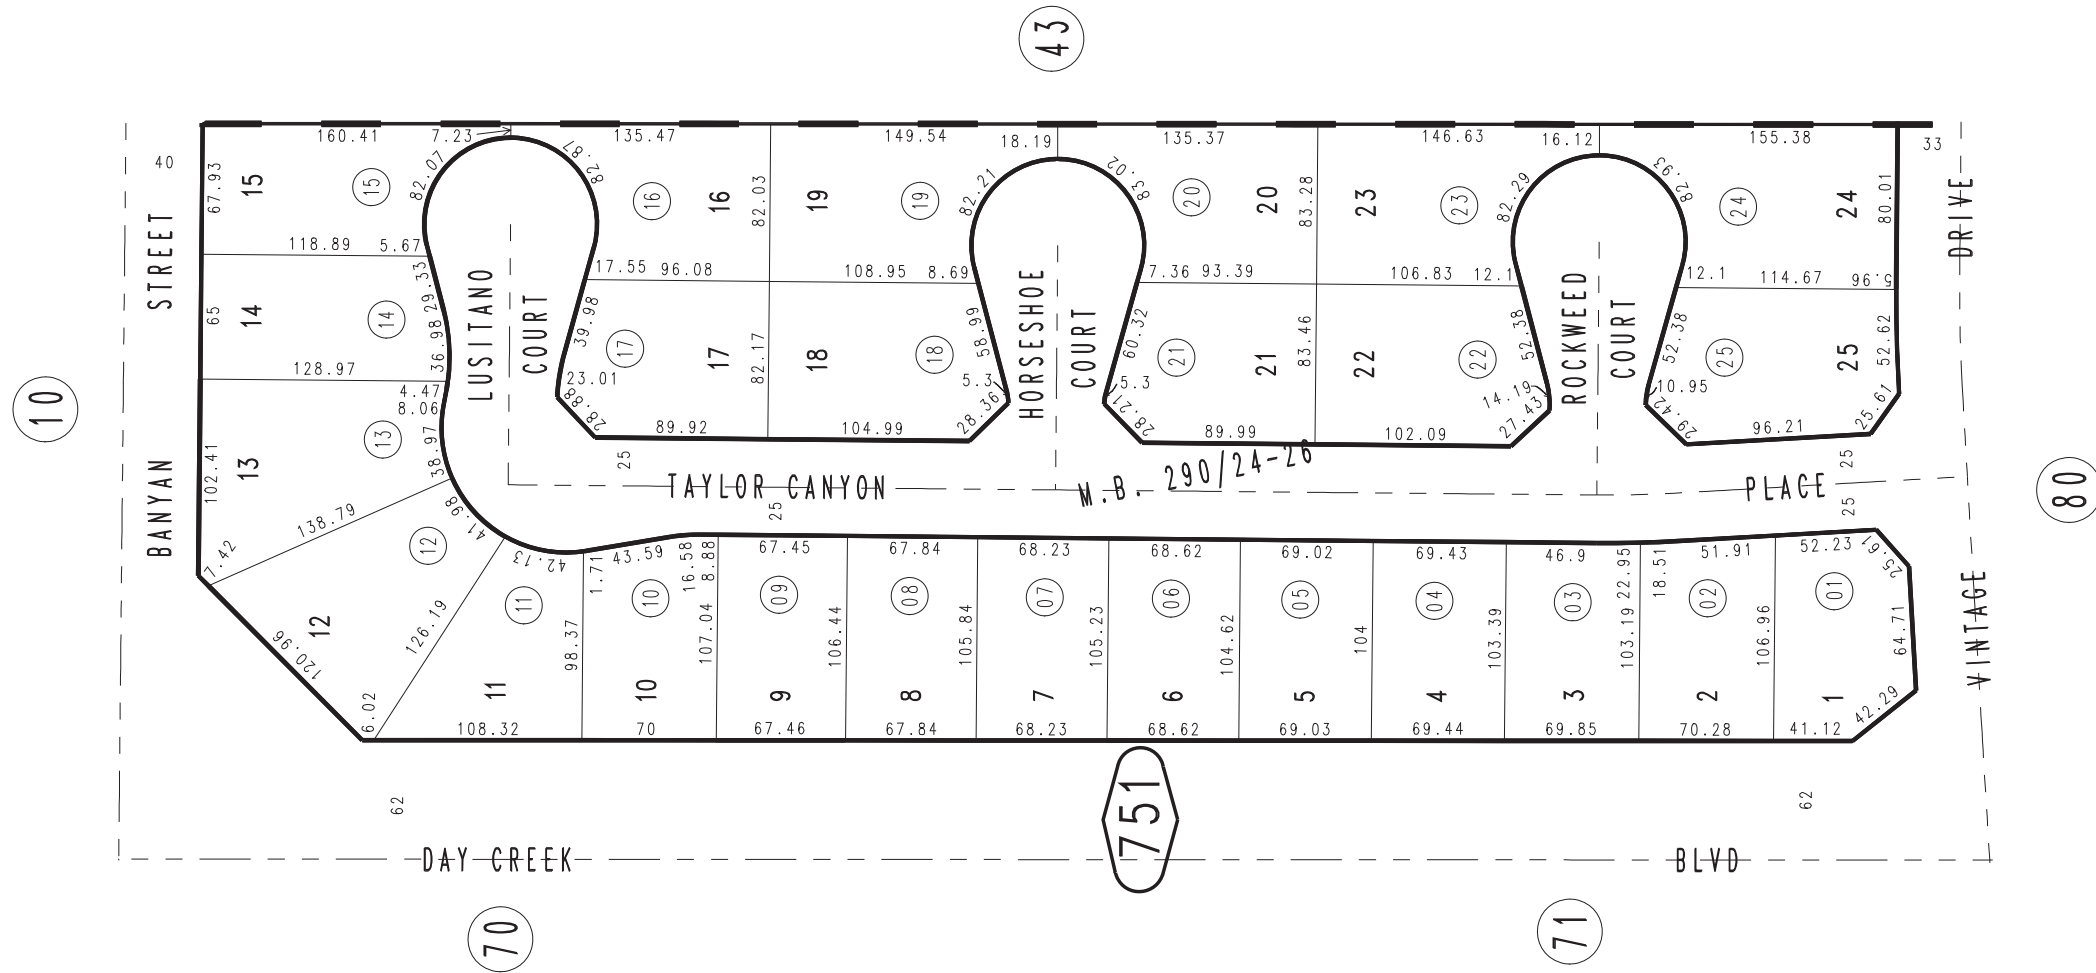 43
160.41 7.23 135.47 149.54 18.19 135.37 146.63 16.12 155.38 33
40
67.93 15 15 82.07 82.87 16 16 82.03 19 19 82.21 83.02 20 20 83.28 23 23 82.29 82.93 24 24 80.01
118.89 5.67 17.55 96.08 108.95 8.69 7.36 93.39 106.83 12.1 12.1 114.67 5.96
65 14 14 29.33 36.98 39.98 17 17 82.17 18 18 58.99 60.32 21 21 83.46 22 22 52.38 52.38 25 25 52.62
LUSITANO
COURT
HORSESHOE
COURT
ROCKWEED
COURT
BANYAN STREET
VINTAGE DRIVE
10
80
128.97 4.47 8.06 23.01 28.88 5.3 28.36 5.3 28.21 14.19 27.43 10.95 29.42 25.61
89.92 104.99 89.99 102.09 96.21
102.41 13 13 38.97
25 25
TAYLOR CANYON PLACE
M.B. 290/24-26
25 25
138.79 7.42 12 12 41.98 42.13
120.96 126.19 6.02
1.71 43.59 16.58 8.88 67.45 67.84 68.23 68.62 69.02 69.43 46.9 22.95 18.51 51.91 52.23 25.61
11 10 09 08 07 06 05 04 03 02 01
98.37 107.04 106.44 105.84 105.23 104.62 104 103.39 103.19 106.96 64.71
11 10 9 8 7 6 5 4 3 2 1
108.32 70 67.46 67.84 68.23 68.62 69.03 69.44 69.85 70.28 41.12 42.29
62 62
751
DAY CREEK BLVD
70 71